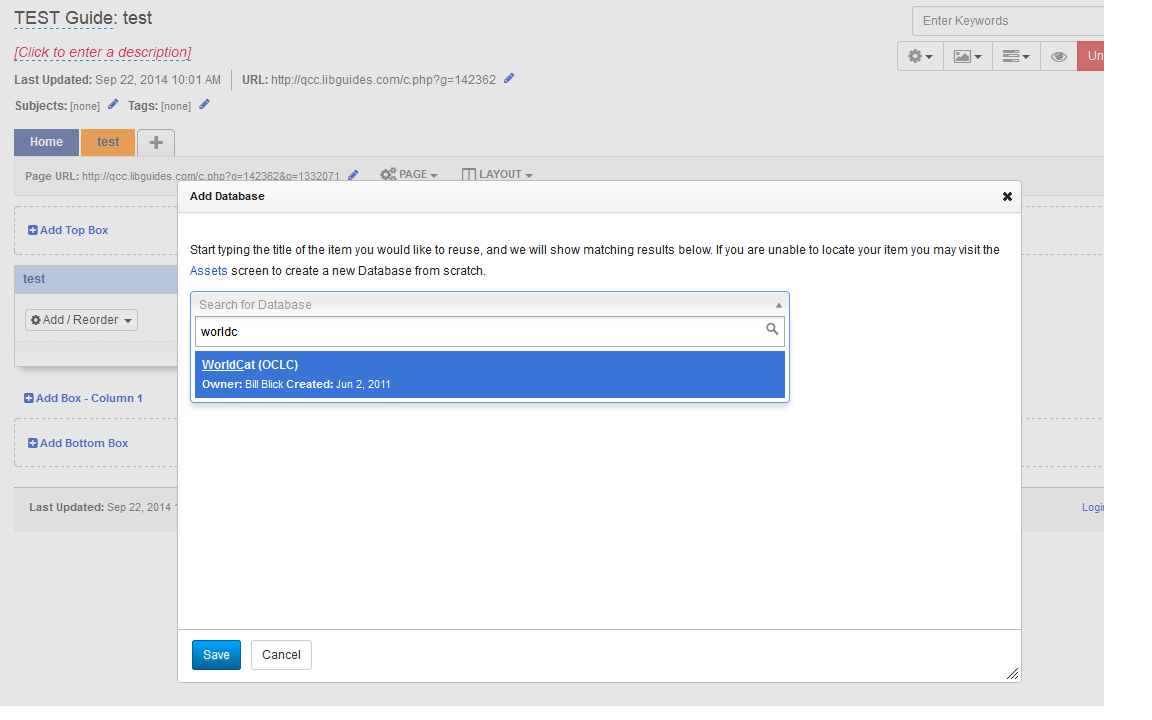 TEST Guide: test
Enter Keywords
[Click to enter a description]
Un
Last Updated: Sep 22, 2014 10:01 AM URL: http://qcc.libguides.com/c.php?g=142362
Subjects: [none] Tags: [none]
Home test
Page URL: http://qcc.libguides.com/c.php?g=142362&p=1332071 PAGE LAYOUT
Add Database
Add Top Box
Start typing the title of the item you would like to reuse, and we will show matching results below. If you are unable to locate your item you may visit the
Assets screen to create a new Database from scratch.
test
Search for Database
Add / Reorder
worldc
WorldCat (OCLC)
Owner: Bill Blick Created: Jun 2, 2011
Add Box - Column 1
Add Bottom Box
Last Updated: Sep 22, 2014 1
Login
Save Cancel